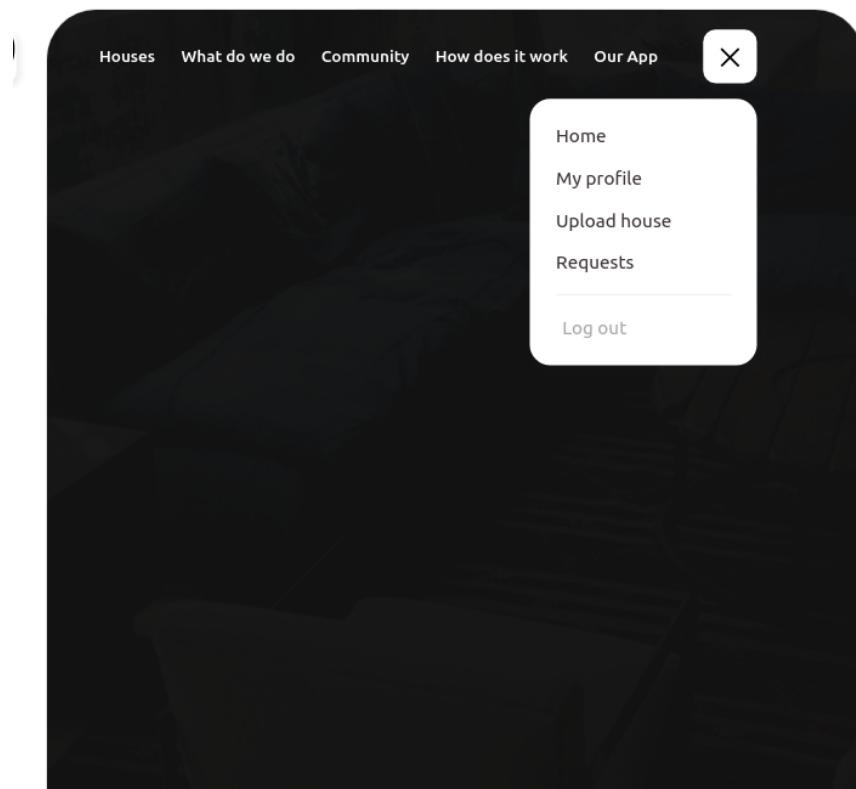 Houses What do we do Community How does it work Our App
Home
My profile
Upload house
Requests
Log out